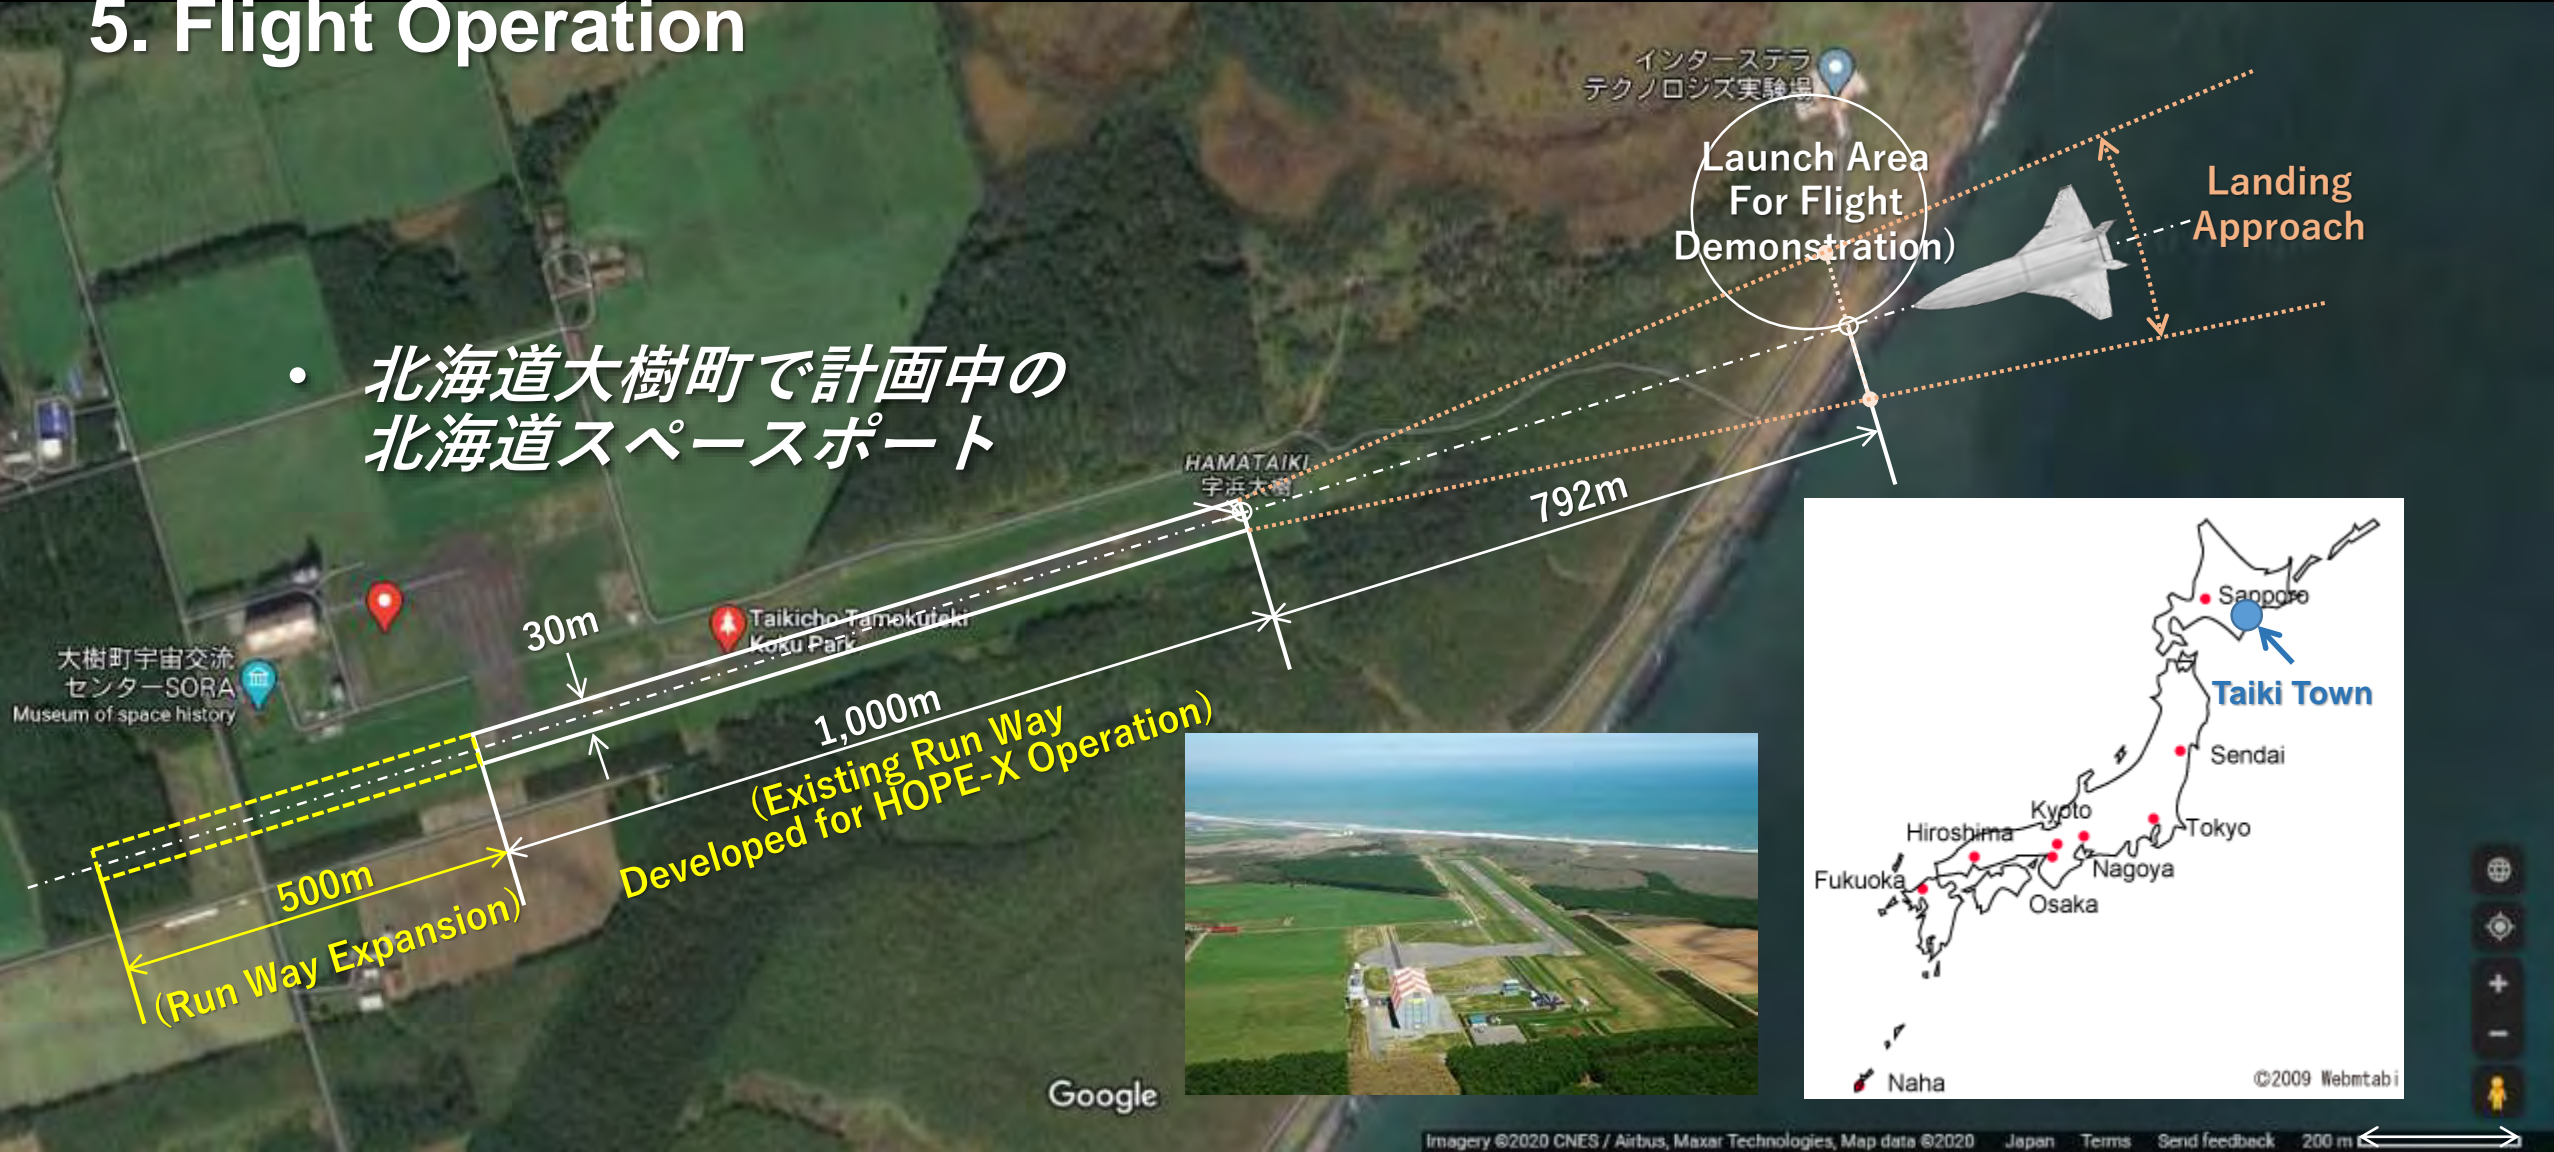 5. Flight Operation
インターステラ
テクノロジズ実験場
Launch Area
For Flight
Demonstration)
Landing
Approach
• 北海道大樹町で計画中の
北海道スペースポート
HAMATAIKI
字浜大樹
792m
30m
Taikicho Tamokuteki
Koku Park
大樹町宇宙交流
センターSORA
Museum of space history
1,000m
(Existing Run Way
Developed for HOPE-X Operation)
500m
(Run Way Expansion)
Sapporo
Taiki Town
Sendai
Kyoto
Hiroshima
Tokyo
Nagoya
Fukuoka
Osaka
Naha
©2009 Webmtabi
Google
Imagery ©2020 CNES / Airbus, Maxar Technologies, Map data ©2020 Japan Terms Send feedback 200 m